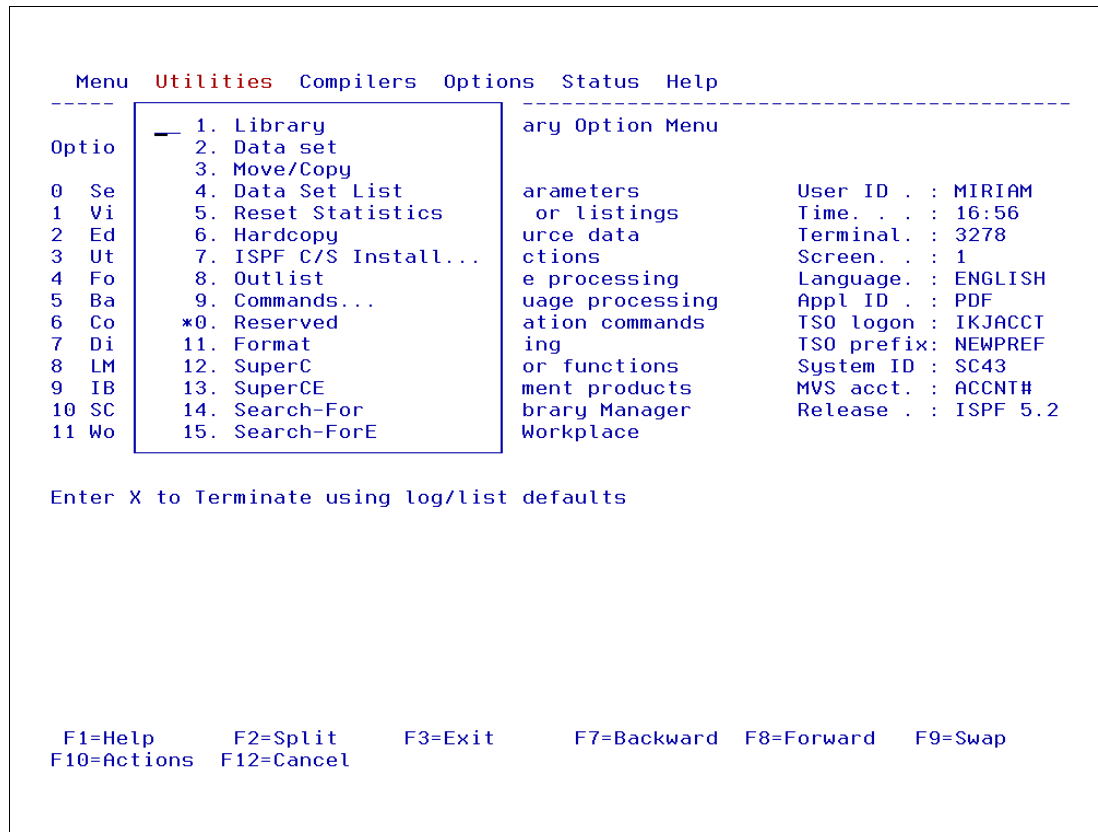 Menu  Utilities  Compilers  Options  Status  Help
----- ------------------------------------------
__ 1. Library ary Option Menu
Optio 2. Data set
3. Move/Copy
0  Se 4. Data Set List arameters User ID . : MIRIAM
1  Vi 5. Reset Statistics or listings Time. . . : 16:56
2  Ed 6. Hardcopy urce data Terminal. : 3278
3  Ut 7. ISPF C/S Install... ctions Screen. . : 1
4  Fo 8. Outlist e processing Language. : ENGLISH
5  Ba 9. Commands... uage processing Appl ID . : PDF
6  Co *0. Reserved ation commands TSO logon : IKJACCT
7  Di 11. Format ing TSO prefix: NEWPREF
8  LM 12. SuperC or functions System ID : SC43
9  IB 13. SuperCE ment products MVS acct. : ACCNT#
10 SC 14. Search-For brary Manager Release . : ISPF 5.2
11 Wo 15. Search-ForE Workplace
Enter X to Terminate using log/list defaults
F1=Help F2=Split F3=Exit F7=Backward F8=Forward F9=Swap
F10=Actions F12=Cancel